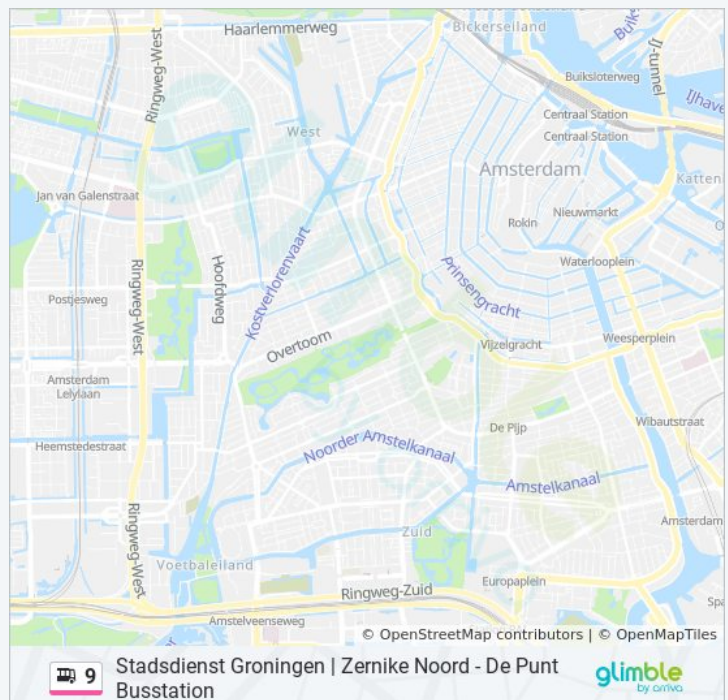 Haarlemmerweg
Bickerseiland
Buik
IJ-tunnel
Ringweg-West
Buiksloterweg
IJhave
Centraal Station
West
Centraal Station
Amsterdam
Kattenl
Jan van Galenstraat
Nieuwmarkt
Rokin
O
Kostverlorenvaart
Hoofdweg
Waterlooplein
Prinsengracht
Ringweg-West
Postjesweg
Overtoom
Vijzelgracht
Weesperplein
Amsterdam
Lelylaan
Wibautstraat
De Pijp
Noorder Amstelkanaal
Heemstedestraat
Amstelkanaal
Ringweg-West
Amsterdam
Zuid
Voetbaleiland
Europaplein
Ringweg-Zuid
Spa
Amstelveenseweg
© OpenStreetMap contributors | © OpenMapTiles
9
Stadsdienst Groningen | Zernike Noord - De Punt
Busstation
glimble
by arriva